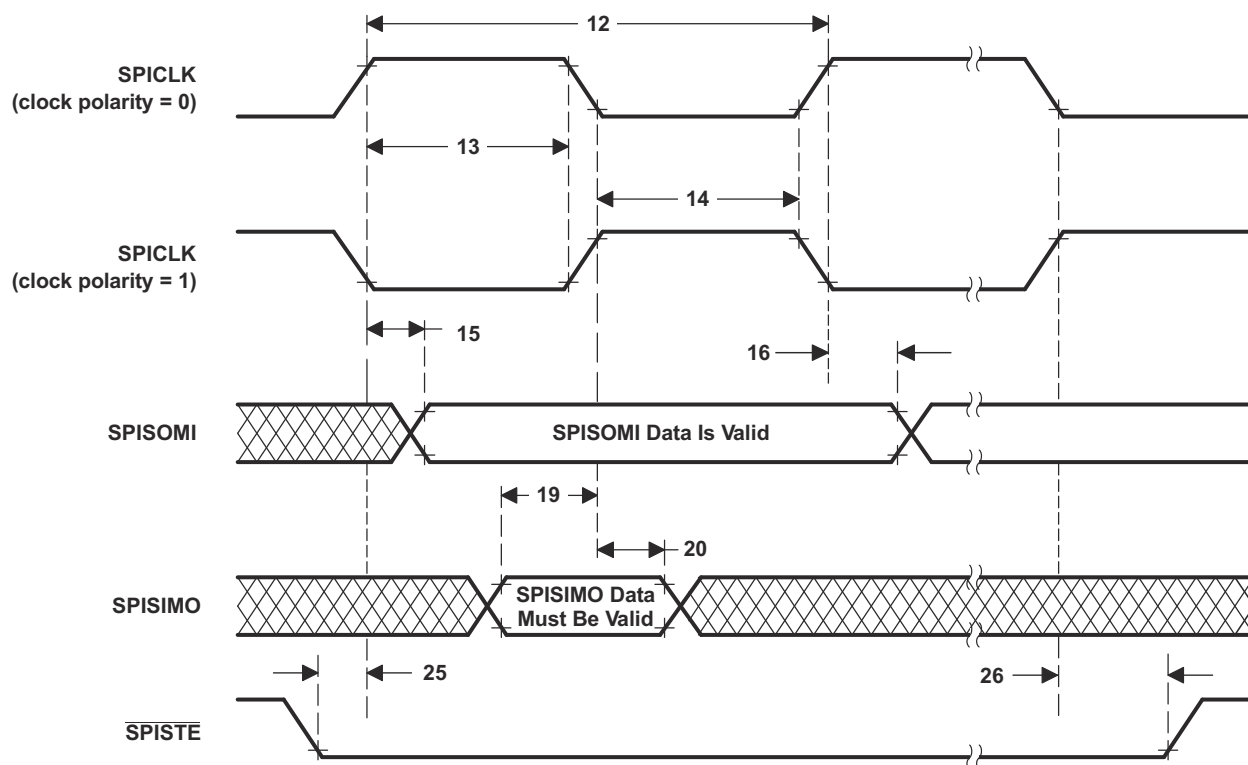 12
SPICLK
(clock polarity = 0)
13
14
SPICLK
(clock polarity = 1)
15
16
SPISOMI
SPISOMI Data Is Valid
19
20
SPISIMO
SPISIMO Data
Must Be Valid
25
26
SPISTE